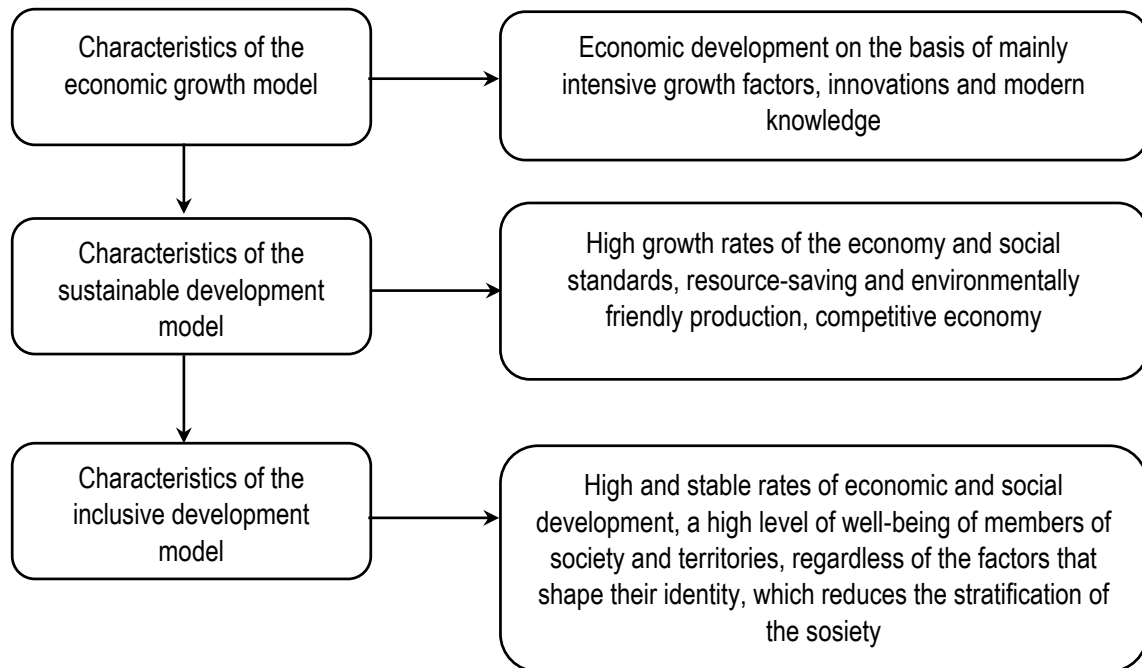 Characteristics of the
economic growth model
Economic development on the basis of mainly
intensive growth factors, innovations and modern
knowledge
Characteristics of the
sustainable development
model
High growth rates of the economy and social
standards, resource-saving and environmentally
friendly production, competitive economy
Characteristics of the
inclusive development
model
High and stable rates of economic and social
development, a high level of well-being of members of
society and territories, regardless of the factors that
shape their identity, which reduces the stratification of
the sosiety